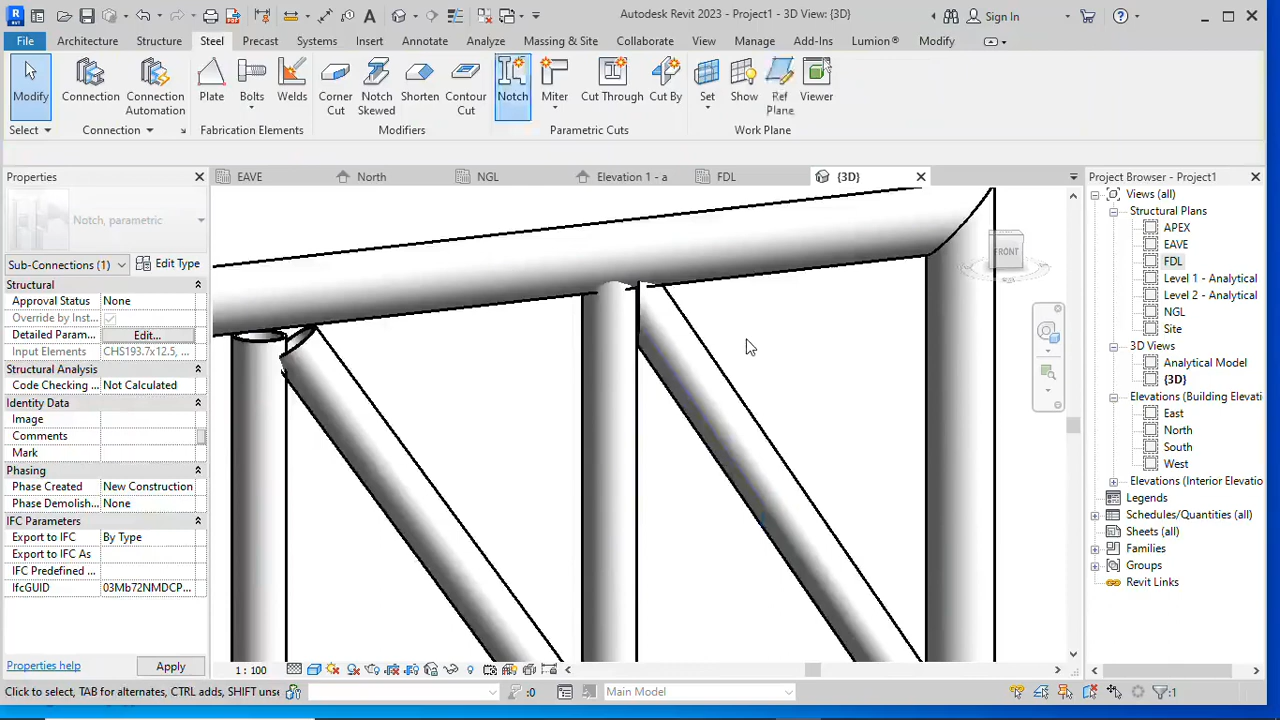 Autodesk Revit 20
- Project1 - 3D View: {3D}
Sign In
File Architecture Structure Steel Precast Systems Insert Annotate Analyze Massing & Site Collaborate View Manage Add-Ins Lumion® Modify
Modify Connection Connection Automation Plate Bolts Welds Corner Cut Notch Skewed Shorten Contour Cut Notch Miter Cut Through Cut By Set Show Ref Plane Viewer
Select Connection Fabrication Elements Modifiers Parametric Cuts Work Plane
Properties
EAVE North NGL Elevation 1 - a FDL {3D}
Project Browser - Project1
Notch, parametric
Sub-Connections (1) Edit Type
Structural
Approval Status None
Override by Inst...
Detailed Param... Edit...
Input Elements CHS193.7x12.5, ...
Structural Analysis
Code Checking ... Not Calculated
Identity Data
Image
Comments
Mark
Phasing
Phase Created New Construction
Phase Demolish... None
IFC Parameters
Export to IFC By Type
Export to IFC As
IFC Predefined ...
IfcGUID 03Mb72NMDCP...
Properties help Apply
FRONT
Views (all)
Structural Plans
APEX
EAVE
FDL
Level 1 - Analytical
Level 2 - Analytical
NGL
Site
3D Views
Analytical Model
{3D}
Elevations (Building Elevati
East
North
South
West
Elevations (Interior Elevatio
Legends
Schedules/Quantities (all)
Sheets (all)
Families
Groups
Revit Links
1 : 100
Click to select, TAB for alternates, CTRL adds, SHIFT unse
:0
Main Model
:1